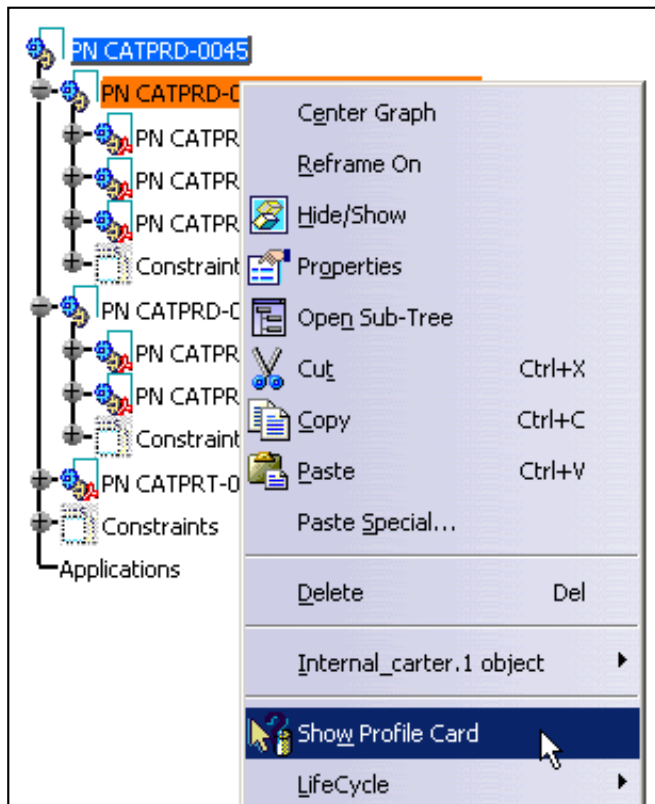 PN CATPRD-0045
PN CATPRD-0
PN CATPR
PN CATPR
PN CATPR
Constraint
PN CATPRD-0
PN CATPR
PN CATPR
Constraint
PN CATPRT-0
Constraints
Applications
Center Graph
Reframe On
Hide/Show
Properties
Open Sub-Tree
Cut Ctrl+X
Copy Ctrl+C
Paste Ctrl+V
Paste Special...
Delete Del
Internal_carter.1 object
Show Profile Card
LifeCycle